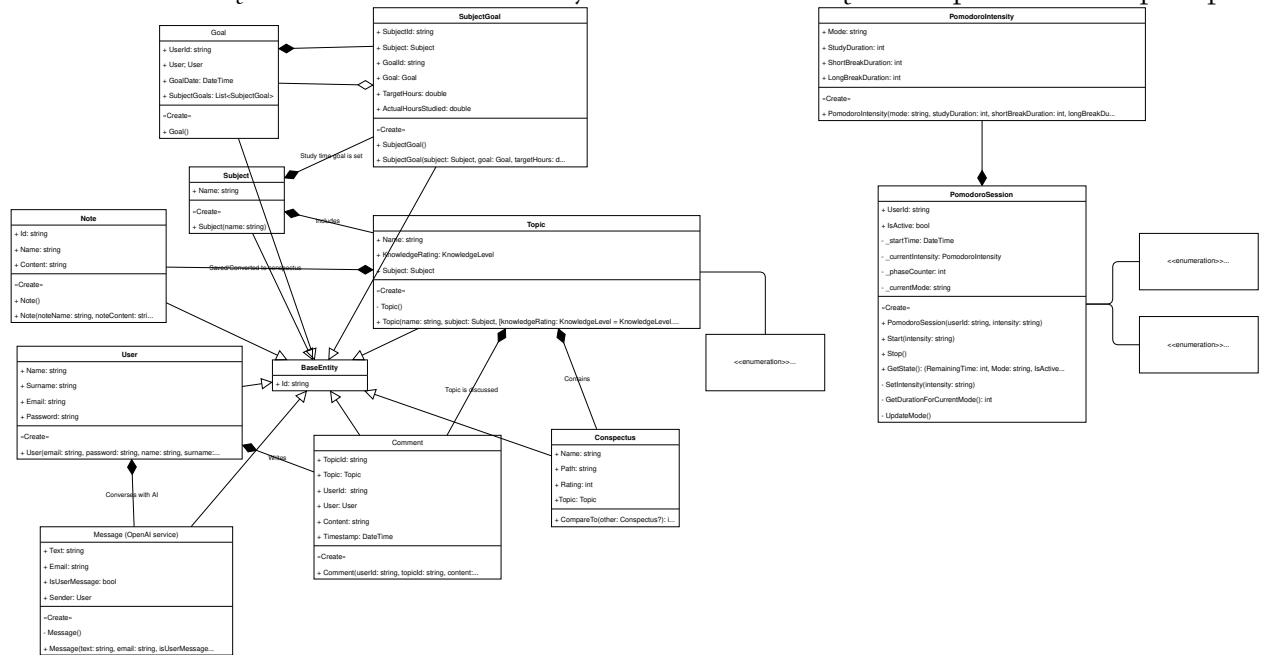 Goal
+ UserId: string
+ User; User
+ GoalDate: DateTime
+ SubjectGoals: List<SubjectGoal>
«Create»
+ Goal()
SubjectGoal
+ SubjectId: string
+ Subject: Subject
+ GoalId: string
+ Goal: Goal
+ TargetHours: double
+ ActualHoursStudied: double
«Create»
+ SubjectGoal()
+ SubjectGoal(subject: Subject, goal: Goal, targetHours: d...
PomodoroIntensity
+ Mode: string
+ StudyDuration: int
+ ShortBreakDuration: int
+ LongBreakDuration: int
«Create»
+ PomodoroIntensity(mode: string, studyDuration: int, shortBreakDuration: int, longBreakDu...
Study time goal is set
Subject
+ Name: string
«Create»
+ Subject(name: string)
Includes
Note
+ Id: string
+ Name: string
+ Content: string
«Create»
+ Note()
+ Note(noteName: string, noteContent: stri...
Saved/Converted to conspectus
Topic
+ Name: string
+ KnowledgeRating: KnowledgeLevel
+ Subject: Subject
«Create»
- Topic()
+ Topic(name: string, subject: Subject, [knowledgeRating: KnowledgeLevel = KnowledgeLevel....
<<enumeration>>...
PomodoroSession
+ UserId: string
+ IsActive: bool
- _startTime: DateTime
- _currentIntensity: PomodoroIntensity
- _phaseCounter: int
- _currentMode: string
«Create»
+ PomodoroSession(userId: string, intensity: string)
+ Start(intensity: string)
+ Stop()
+ GetState(): (RemainingTime: int, Mode: string, IsActive...
- SetIntensity(intensity: string)
- GetDurationForCurrentMode(): int
- UpdateMode()
<<enumeration>>...
<<enumeration>>...
User
+ Name: string
+ Surname: string
+ Email: string
+ Password: string
«Create»
+ User(email: string, password: string, name: string, surname:...
BaseEntity
+ Id: string
Topic is discussed
Contains
Writes
Converses with AI
Comment
+ TopicId: string
+ Topic: Topic
+ UserId: string
+ User: User
+ Content: string
+ Timestamp: DateTime
«Create»
+ Comment(userId: string, topicId: string, content:...
Conspectus
+ Name: string
+ Path: string
+ Rating: int
+Topic: Topic
+ CompareTo(other: Conspectus?): i...
Message (OpenAI service)
+ Text: string
+ Email: string
+ IsUserMessage: bool
+ Sender: User
«Create»
- Message()
+ Message(text: string, email: string, isUserMessage...